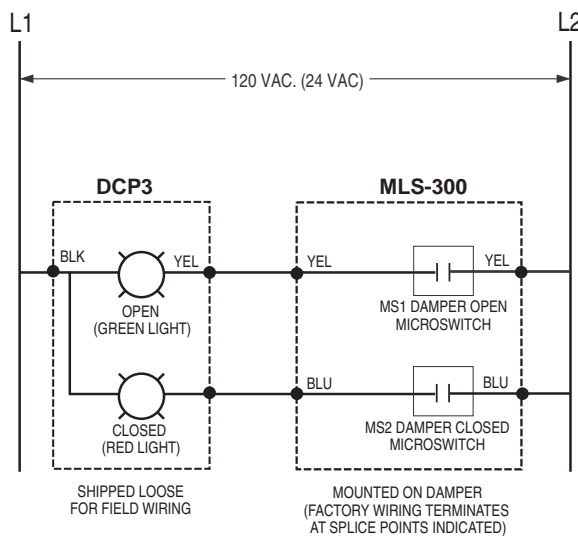 L1
L2
120 VAC. (24 VAC)
DCP3
MLS-300
BLK
YEL
YEL
YEL
OPEN
(GREEN LIGHT)
MS1 DAMPER OPEN
MICROSWITCH
BLU
BLU
CLOSED
(RED LIGHT)
MS2 DAMPER CLOSED
MICROSWITCH
SHIPPED LOOSE
FOR FIELD WIRING
MOUNTED ON DAMPER
(FACTORY WIRING TERMINATES
AT SPLICE POINTS INDICATED)